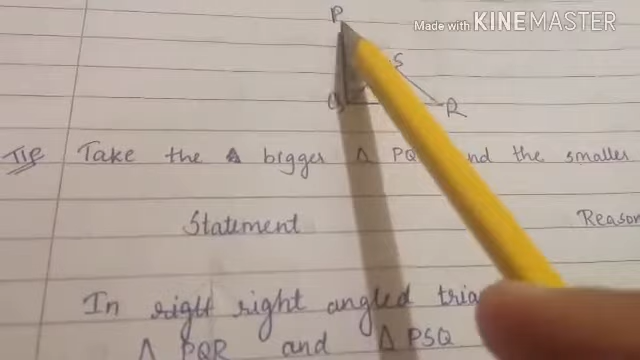 Made with KINEMASTER
P
S
Q
R
Tip Take the bigger Δ PQ and the smaller
Statement Reason
In right right angled tria
Δ PQR and Δ PSQ